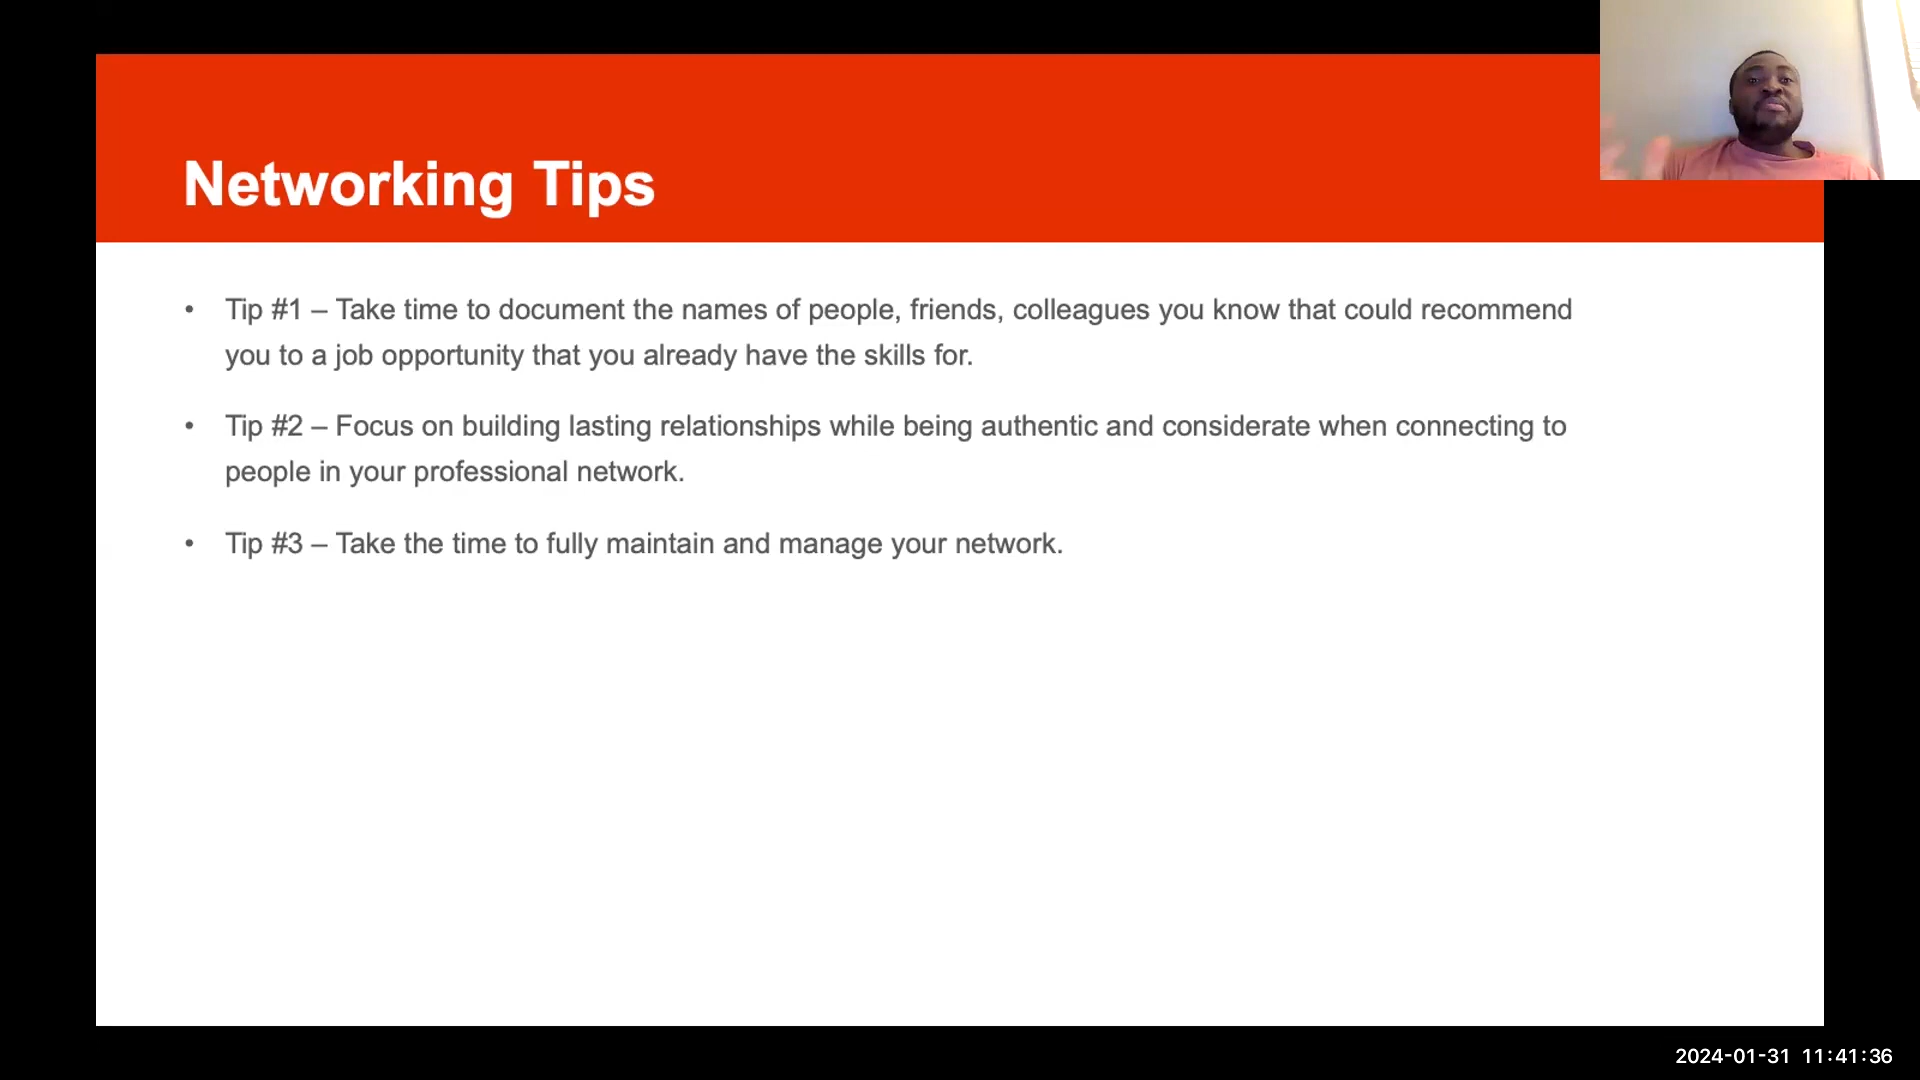 Networking Tips
• Tip #1 – Take time to document the names of people, friends, colleagues you know that could recommend
you to a job opportunity that you already have the skills for.
• Tip #2 – Focus on building lasting relationships while being authentic and considerate when connecting to
people in your professional network.
• Tip #3 – Take the time to fully maintain and manage your network.
2024-01-31 11:41:36